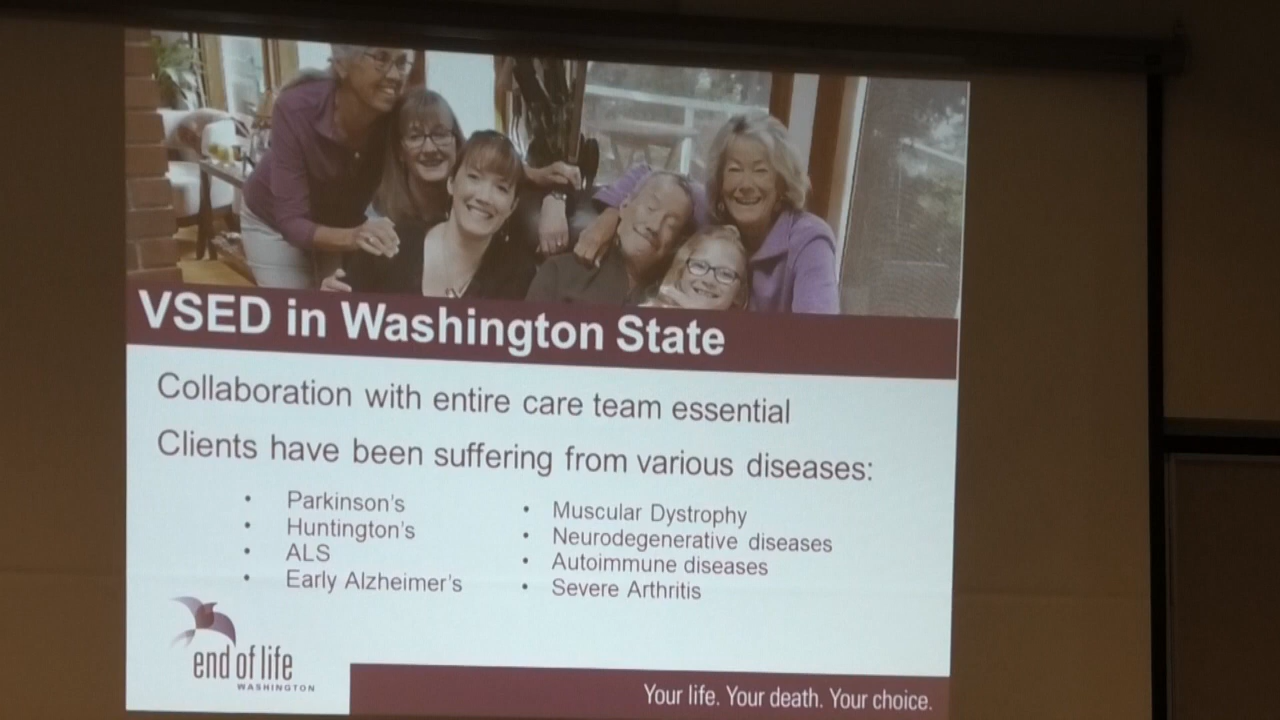 VSED in Washington State
Collaboration with entire care team essential
Clients have been suffering from various diseases:
• Parkinson's
• Huntington's
• ALS
• Early Alzheimer's
• Muscular Dystrophy
• Neurodegenerative diseases
• Autoimmune diseases
• Severe Arthritis
end of life
WASHINGTON
Your life. Your death. Your choice.